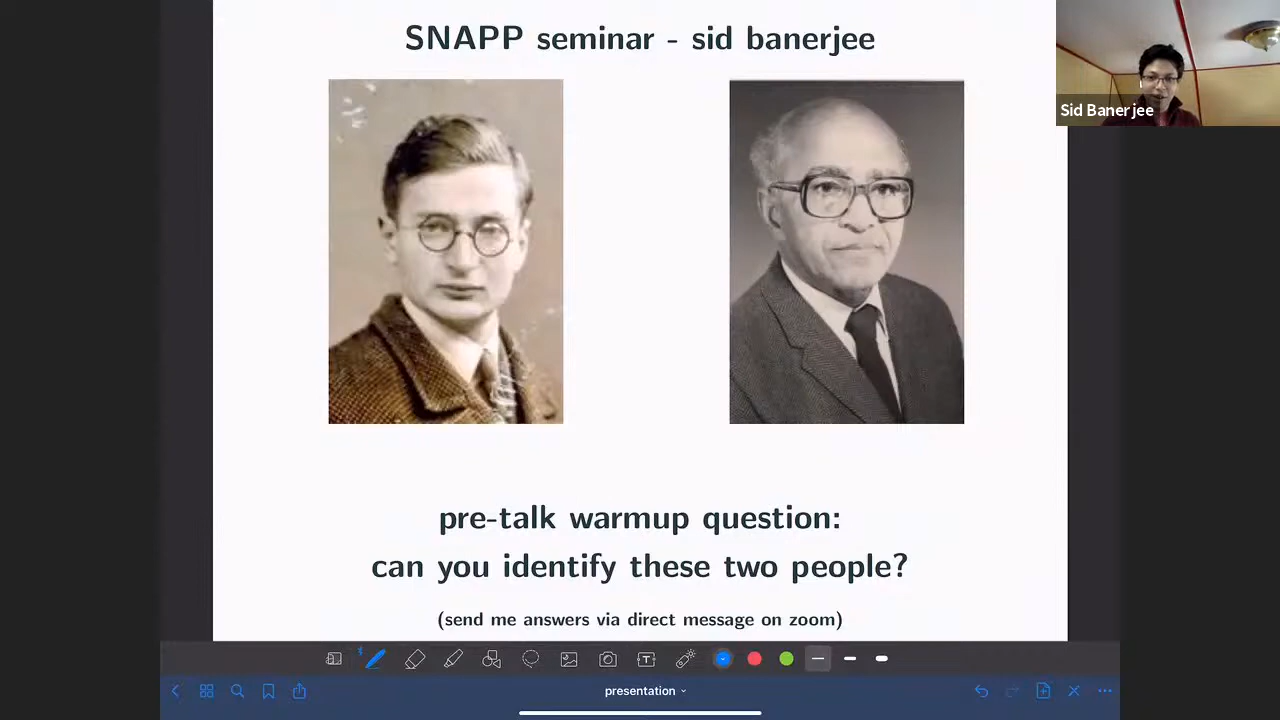 SNAPP seminar - sid banerjee
Sid Banerjee
pre-talk warmup question:
can you identify these two people?
(send me answers via direct message on zoom)
T
presentation